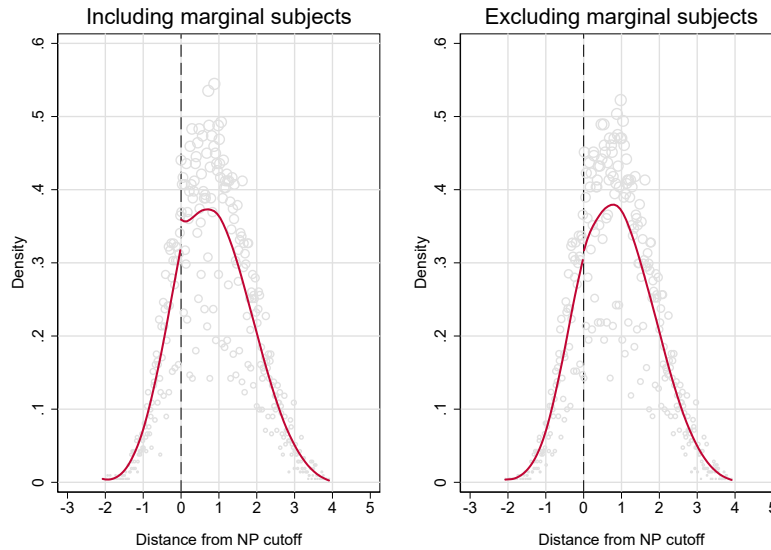 Including marginal subjects
.6
.5
.4
.3
.2
.1
0
Density
-3 -2 -1 0 1 2 3 4 5
Distance from NP cutoff
Excluding marginal subjects
.6
.5
.4
.3
.2
.1
0
Density
-3 -2 -1 0 1 2 3 4 5
Distance from NP cutoff